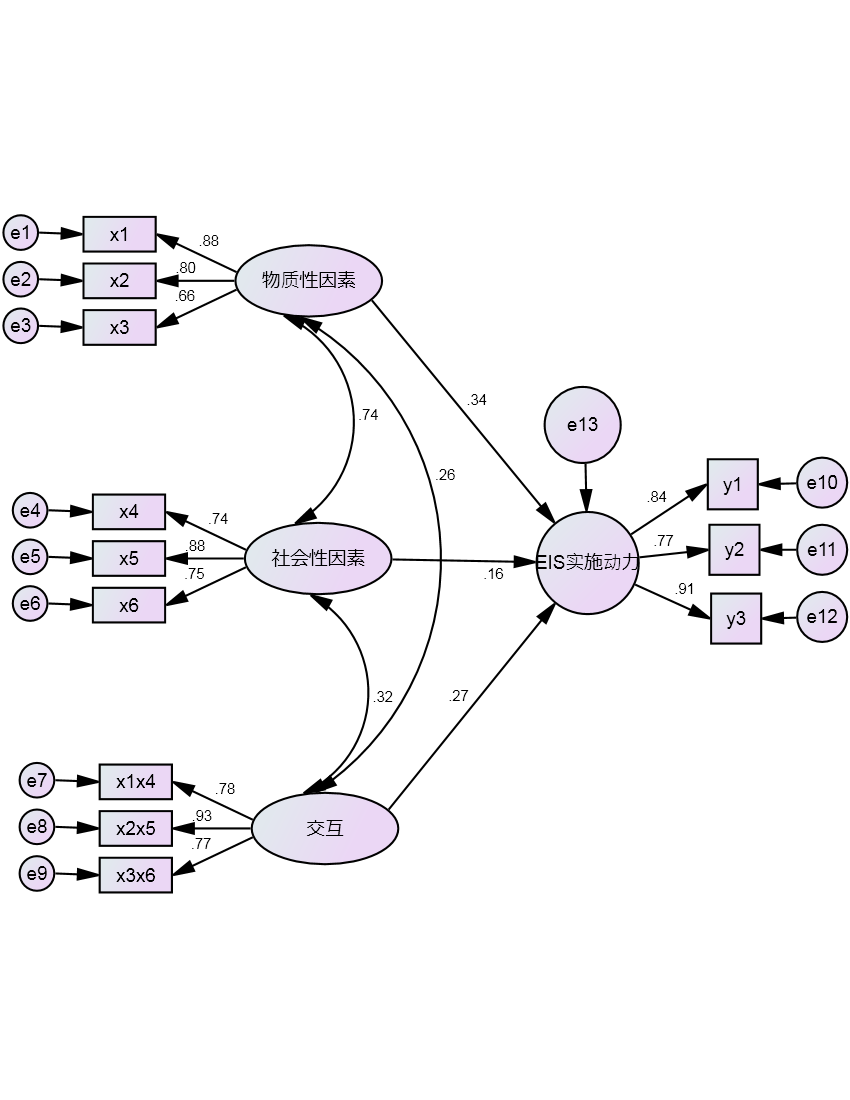 e1
x1
.88
e2
x2
.80
物质性因素
e3
x3
.66
.74
.34
e13
.26
y1
e10
.84
e4
x4
.74
e5
x5
.88
社会性因素
.16
EIS实施动力
.77
y2
e11
e6
x6
.75
.91
y3
e12
.32
.27
e7
x1x4
.78
e8
x2x5
.93
交互
e9
x3x6
.77